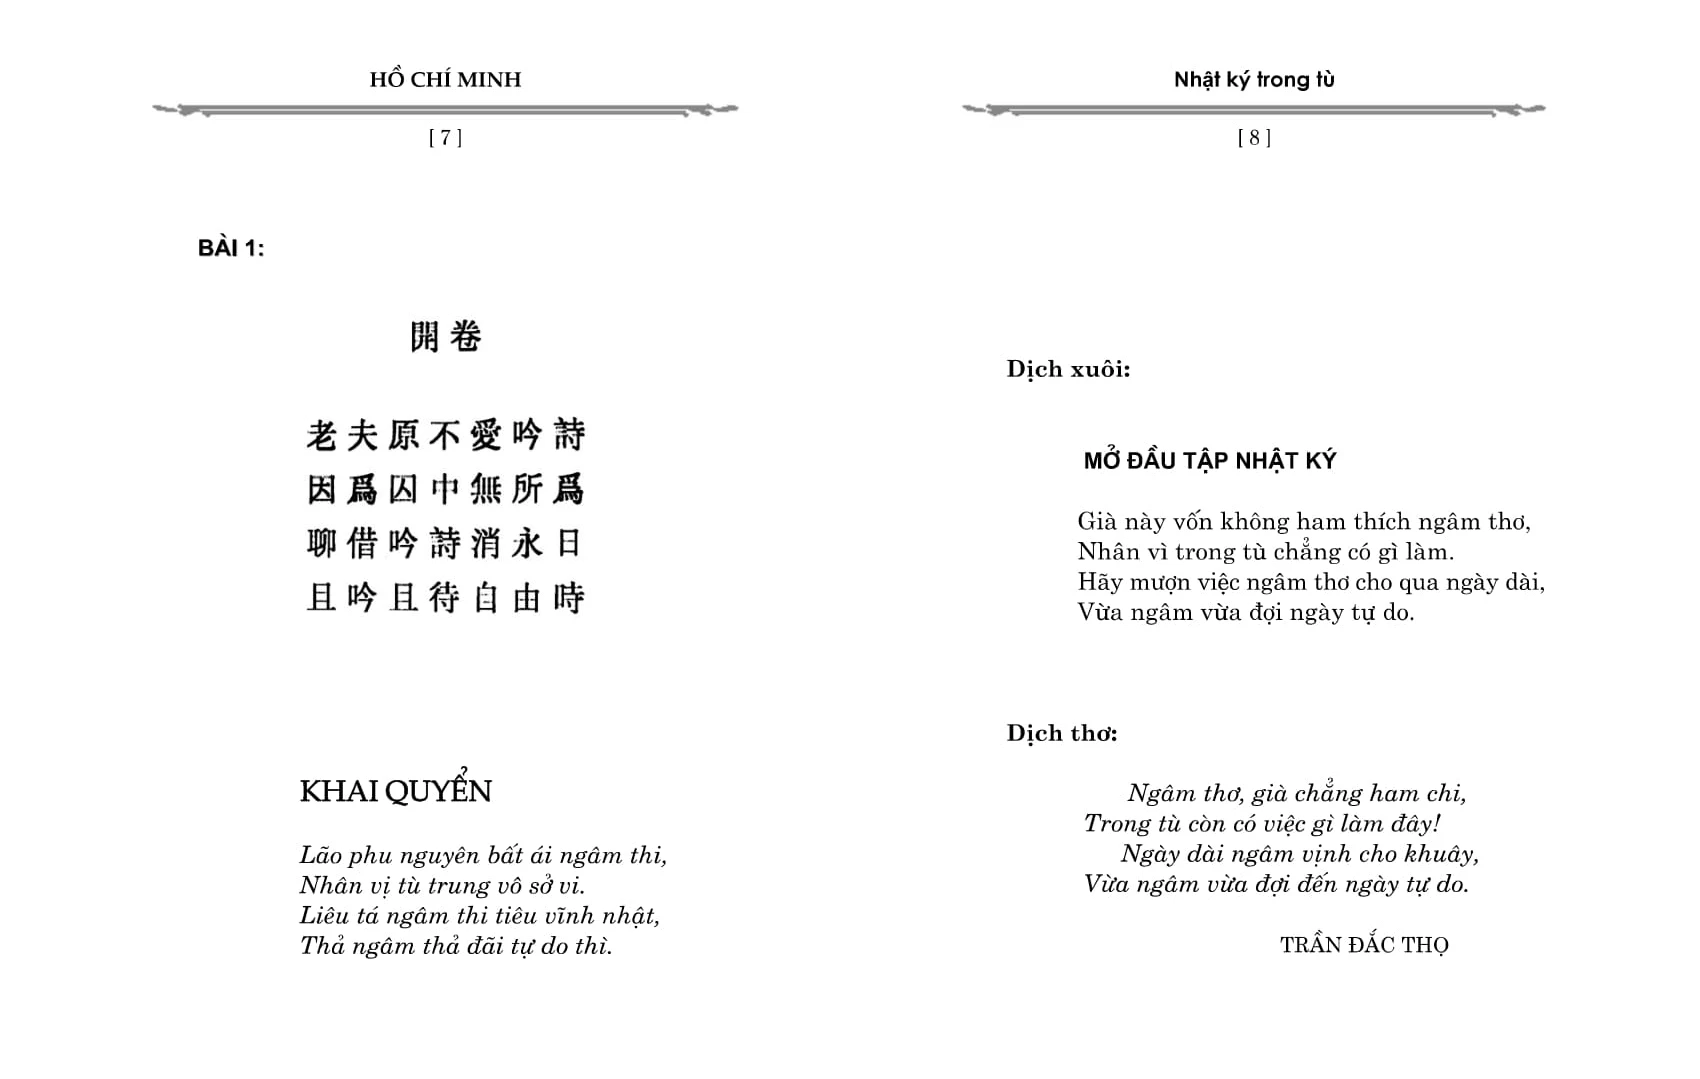 HỒ CHÍ MINH
[ 7 ]
BÀI 1:
開卷
老夫原不愛吟詩
因爲囚中無所爲
聊借吟詩消永日
且吟且待自由時
KHAI QUYỂN
Lão phu nguyên bất ái ngâm thi,
Nhân vị tù trung vô sở vi.
Liêu tá ngâm thi tiêu vĩnh nhật,
Thả ngâm thả đãi tự do thì.
Nhật ký trong tù
[ 8 ]
Dịch xuôi:
MỞ ĐẦU TẬP NHẬT KÝ
Già này vốn không ham thích ngâm thơ,
Nhân vì trong tù chẳng có gì làm.
Hãy mượn việc ngâm thơ cho qua ngày dài,
Vừa ngâm vừa đợi ngày tự do.
Dịch thơ:
Ngâm thơ, già chẳng ham chi,
Trong tù còn có việc gì làm đây!
Ngày dài ngâm vịnh cho khuây,
Vừa ngâm vừa đợi đến ngày tự do.
TRẦN ĐẮC THỌ